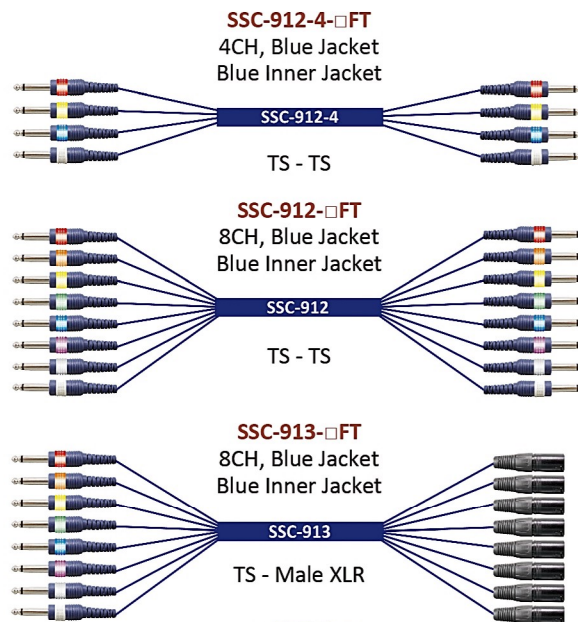 SSC-912-4-□FT
4CH, Blue Jacket
Blue Inner Jacket
SSC-912-4
TS - TS
SSC-912-□FT
8CH, Blue Jacket
Blue Inner Jacket
SSC-912
TS - TS
SSC-913-□FT
8CH, Blue Jacket
Blue Inner Jacket
SSC-913
TS - Male XLR